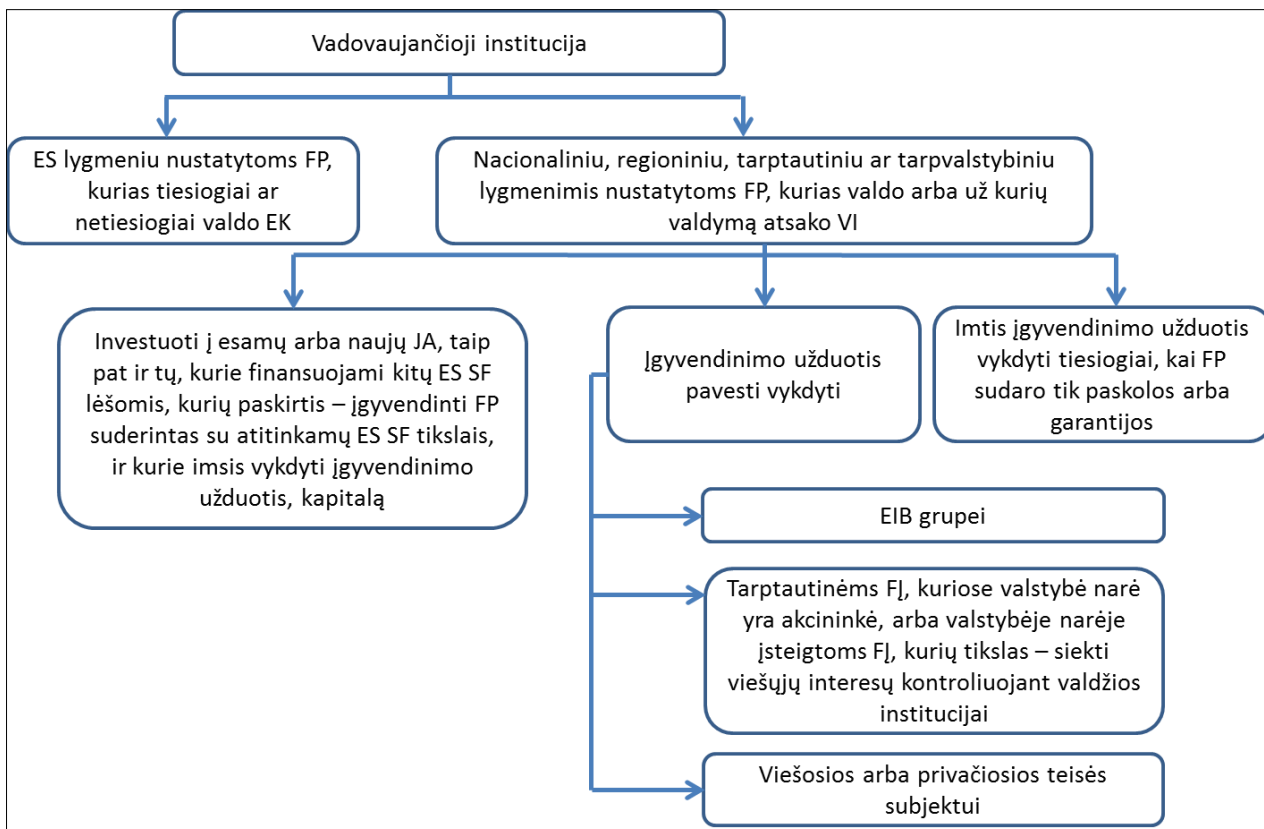 Vadovaujančioji institucija
ES lygmeniu nustatytoms FP,
kurias tiesiogiai ar
netiesiogiai valdo EK
Nacionaliniu, regioniniu, tarptautiniu ar tarpvalstybiniu
lygmenimis nustatytoms FP, kurias valdo arba už kurių
valdymą atsako VI
Investuoti į esamų arba naujų JA, taip
pat ir tų, kurie finansuojami kitų ES SF
lėšomis, kurių paskirtis – įgyvendinti FP
suderintas su atitinkamų ES SF tikslais,
ir kurie imsis vykdyti įgyvendinimo
užduotis, kapitalą
Įgyvendinimo užduotis
pavesti vykdyti
Imtis įgyvendinimo užduotis
vykdyti tiesiogiai, kai FP
sudaro tik paskolos arba
garantijos
EIB grupei
Tarptautinėms FĮ, kuriose valstybė narė
yra akcininkė, arba valstybėje narėje
įsteigtoms FĮ, kurių tikslas – siekti
viešųjų interesų kontroliuojant valdžios
institucijai
Viešosios arba privačiosios teisės
subjektui